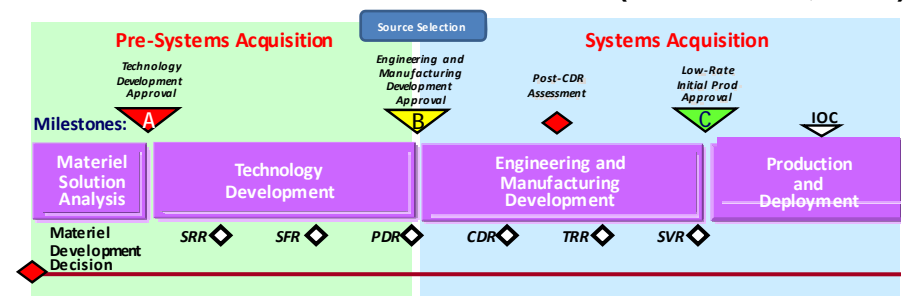 Source Selection
Pre-Systems Acquisition
Systems Acquisition
Technology
Development
Approval
Engineering and
Manufacturing
Development
Approval
Post-CDR
Assessment
Low-Rate
Initial Prod
Approval
Milestones:
A
B
C
IOC
Materiel
Solution
Analysis
Technology
Development
Engineering and
Manufacturing
Development
Production
and
Deployment
Materiel
Development
Decision
SRR
SFR
PDR
CDR
TRR
SVR